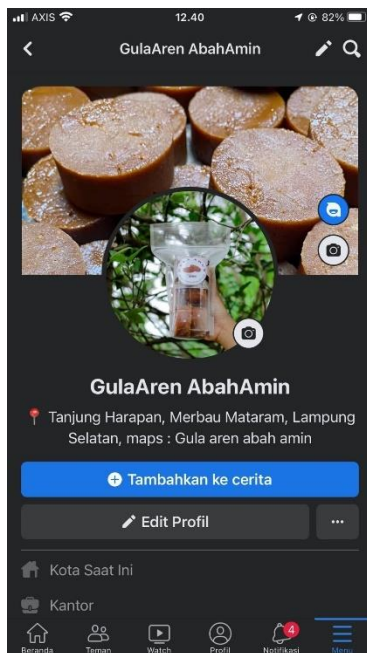 AXIS 12.40 82%
GulaAren AbahAmin
GulaAren AbahAmin
Tanjung Harapan, Merbau Mataram, Lampung
Selatan, maps : Gula aren abah amin
Tambahkan ke cerita
Edit Profil
Kota Saat Ini
Kantor
4
Beranda Teman Watch Profil Notifikasi Menu